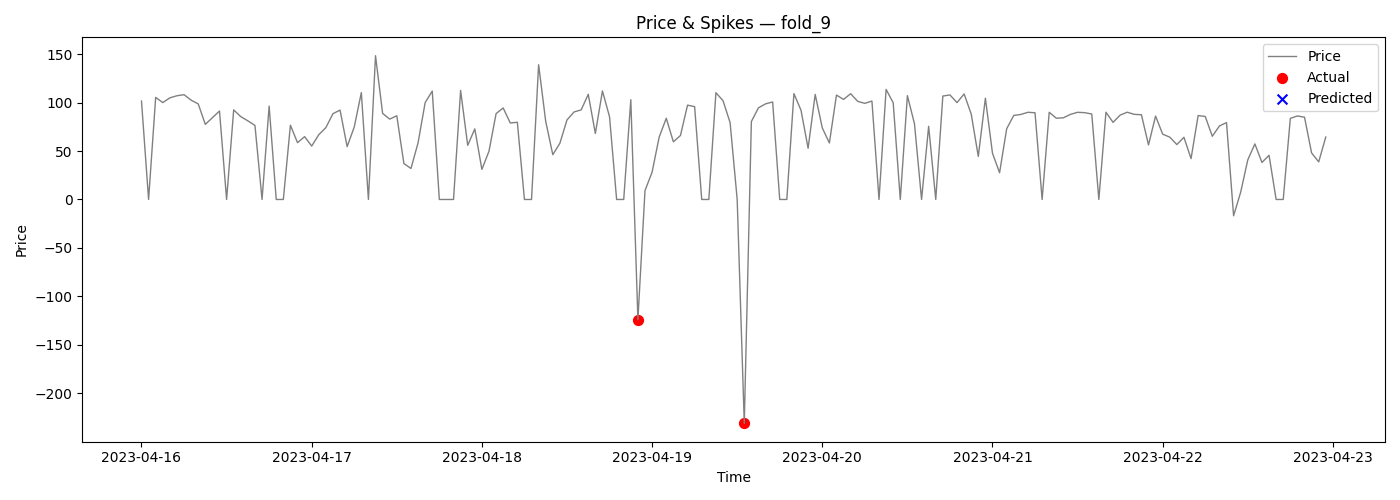 Price & Spikes — fold_9
Price
Actual
Predicted
150
100
50
0
−50
−100
−150
−200
Price
2023-04-16
2023-04-17
2023-04-18
2023-04-19
2023-04-20
2023-04-21
2023-04-22
2023-04-23
Time